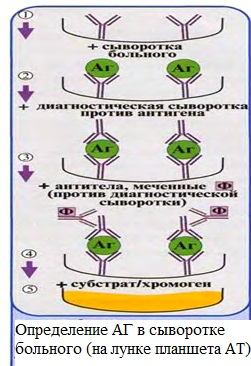 ①
+ сыворотка
больного
Аг Аг
②
+ диагностическая сыворотка
против антигена
Аг Аг
③
+ антитела, меченные Ф
(против диагностической
сыворотки)
Ф Ф
Аг Аг
④
+ субстрат/хромоген
⑤
Определение АГ в сыворотке
больного (на лунке планшета АТ)